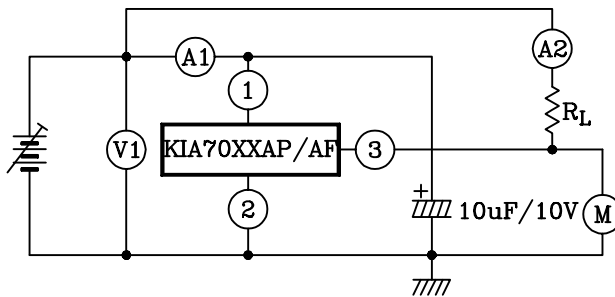 A1
A2
1
R_L
V1
KIA70XXAP/AF
3
2
+
10uF/10V
M